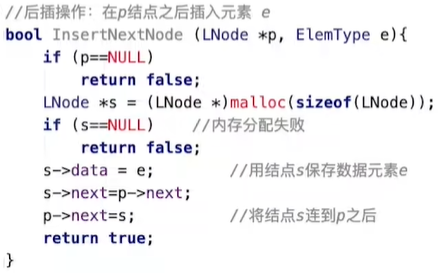 //后插操作：在p结点之后插入元素 e
bool InsertNextNode (LNode *p, ElemType e){
    if (p==NULL)
        return false;
    LNode *s = (LNode *)malloc(sizeof(LNode));
    if (s==NULL)    //内存分配失败
        return false;
    s->data = e;        //用结点s保存数据元素e
    s->next=p->next;
    p->next=s;          //将结点s连到p之后
    return true;
}